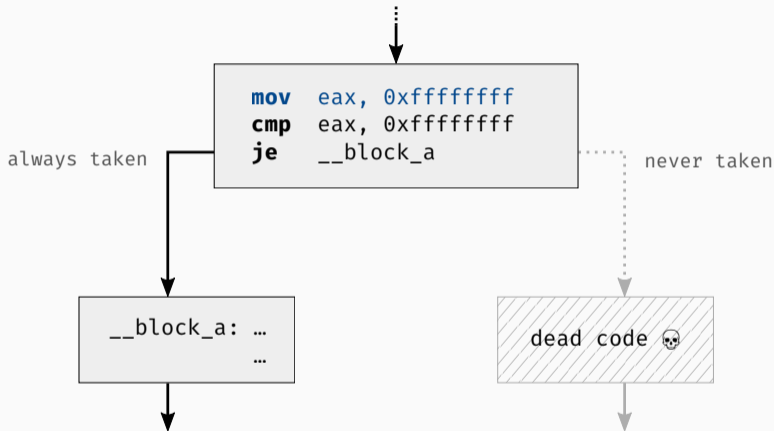 mov eax, 0xffffffff
cmp eax, 0xffffffff
je __block_a
always taken
never taken
__block_a: …
…
dead code 💀